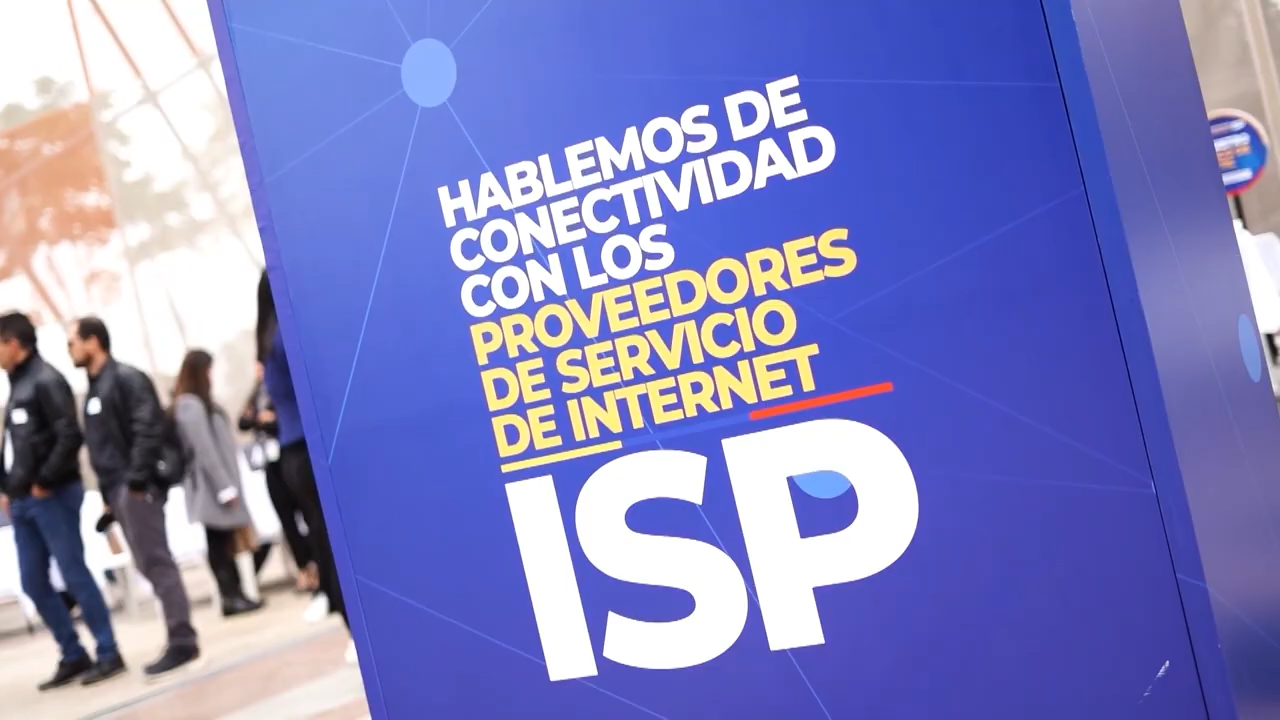 HABLEMOS DE
CONECTIVIDAD
CON LOS
PROVEEDORES
DE SERVICIO
DE INTERNET
ISP